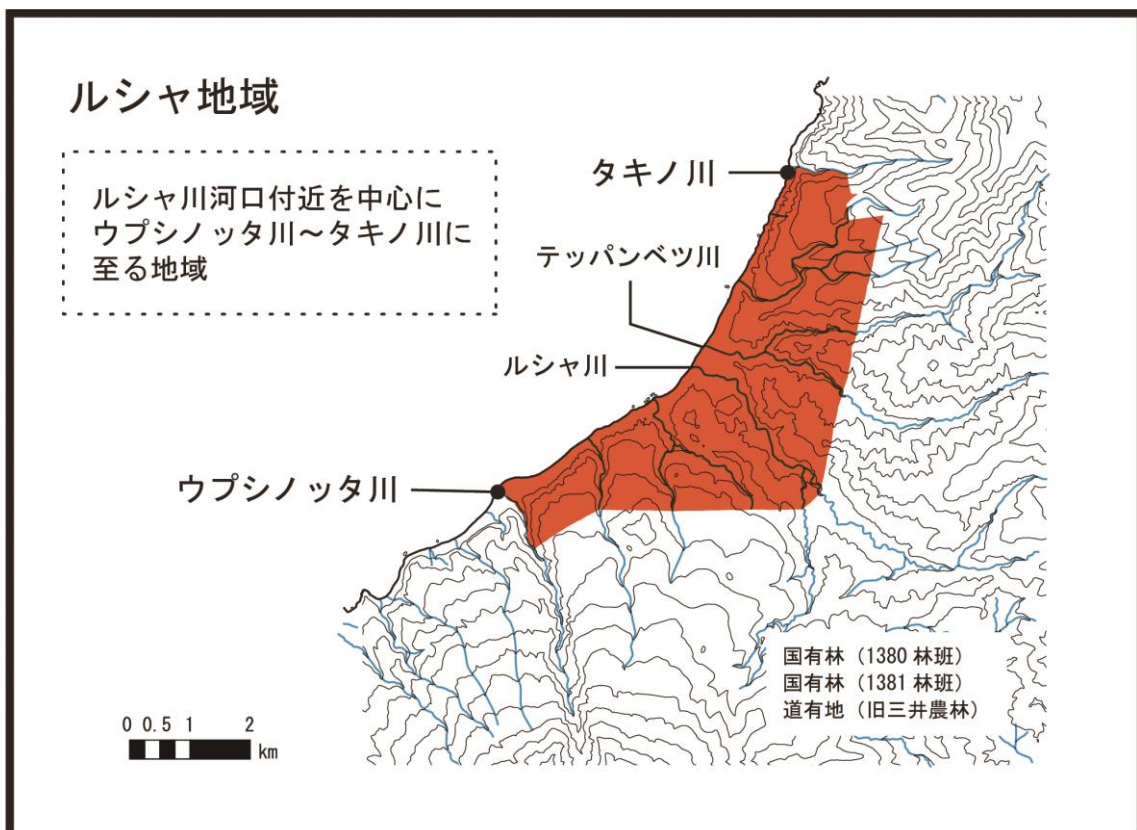 ルシャ地域
ルシャ川河口付近を中心に
ウプシノッタ川～タキノ川に
至る地域
タキノ川
テッパンベツ川
ルシャ川
ウプシノッタ川
国有林（1380 林班）
国有林（1381 林班）
道有地（旧三井農林）
0 0.5 1 2
km